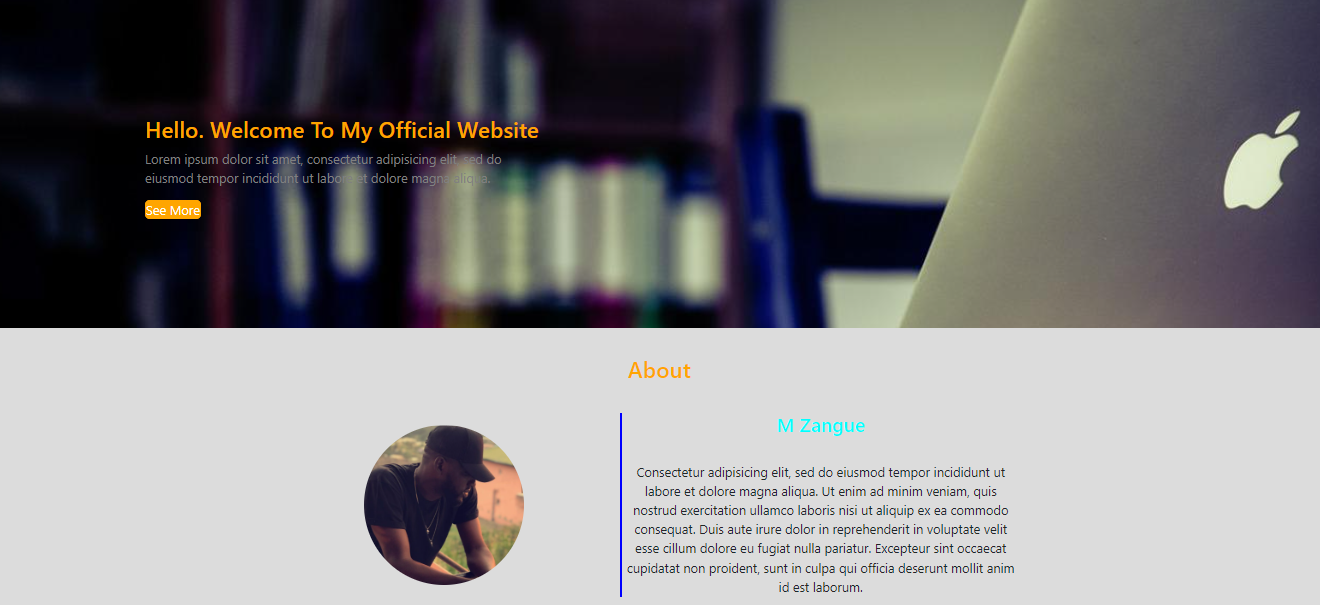 Hello. Welcome To My Official Website
Lorem ipsum dolor sit amet, consectetur adipisicing elit, sed do
eiusmod tempor incididunt ut labore et dolore magna aliqua.
See More
About
M Zangue
Consectetur adipisicing elit, sed do eiusmod tempor incididunt ut
labore et dolore magna aliqua. Ut enim ad minim veniam, quis
nostrud exercitation ullamco laboris nisi ut aliquip ex ea commodo
consequat. Duis aute irure dolor in reprehenderit in voluptate velit
esse cillum dolore eu fugiat nulla pariatur. Excepteur sint occaecat
cupidatat non proident, sunt in culpa qui officia deserunt mollit anim
id est laborum.